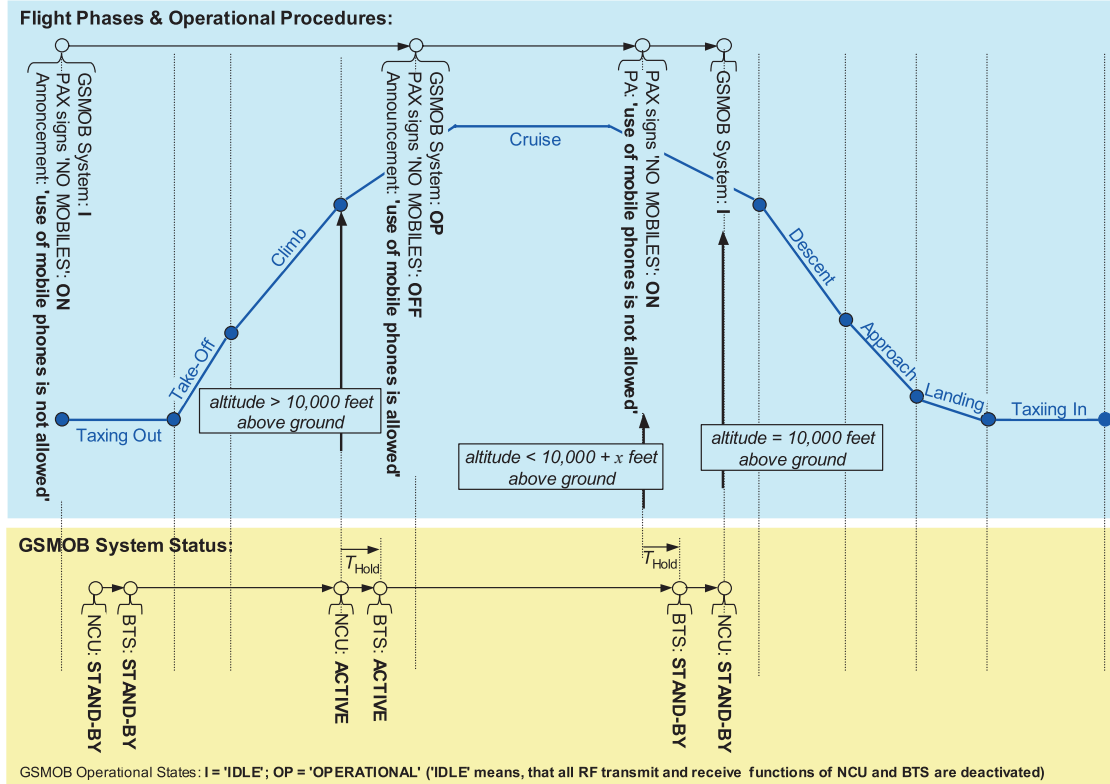 Flight Phases & Operational Procedures:
GSMOB System: I
PAX signs 'NO MOBILES': ON
Annoncement: 'use of mobile phones is not allowed'
GSMOB System: OP
PAX signs 'NO MOBILES': OFF
Announcement: 'use of mobile phones is allowed'
PAX signs 'NO MOBILES': ON
PA: 'use of mobile phones is not allowed'
GSMOB System: I
Taxing Out
Take-Off
Climb
Cruise
Descent
Approach
Landing
Taxiing In
altitude > 10,000 feet
above ground
altitude < 10,000 + x feet
above ground
altitude = 10,000 feet
above ground
GSMOB System Status:
THold
THold
NCU: STAND-BY
BTS: STAND-BY
NCU: ACTIVE
BTS: ACTIVE
BTS: STAND-BY
NCU: STAND-BY
GSMOB Operational States: I = 'IDLE'; OP = 'OPERATIONAL' ('IDLE' means, that all RF transmit and receive functions of NCU and BTS are deactivated)